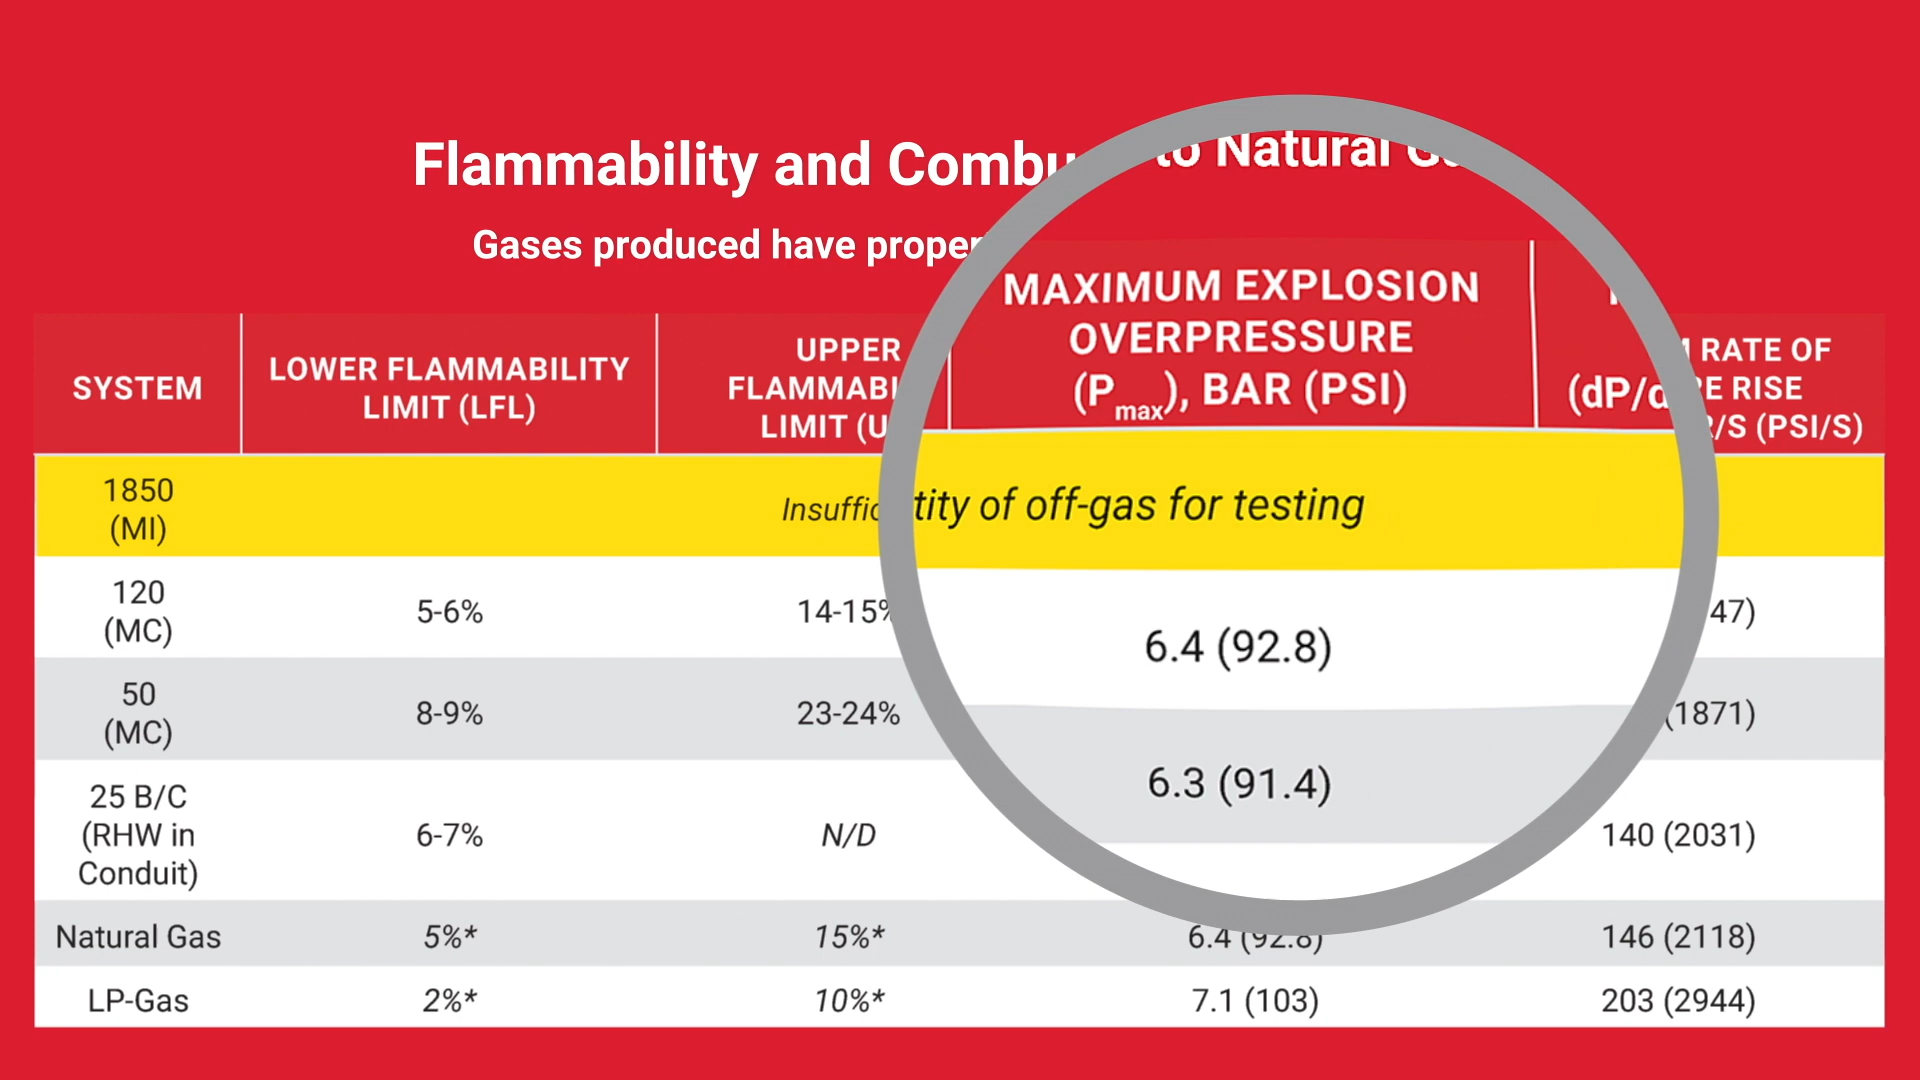 Flammability and Combu to Natural
Gases produced have proper
SYSTEM
LOWER FLAMMABILITY
LIMIT (LFL)
UPPER
FLAMMABI
LIMIT (U
MAXIMUM EXPLOSION
OVERPRESSURE
(Pmax), BAR (PSI)
RATE OF
(dP/d E RISE
/S (PSI/S)
1850
(MI)
Insuffic tity of off-gas for testing
120
(MC)
5-6%
14-15%
6.4 (92.8)
47)
50
(MC)
8-9%
23-24%
6.3 (91.4)
(1871)
25 B/C
(RHW in
Conduit)
6-7%
N/D
140 (2031)
Natural Gas
5%*
15%*
6.4 (92.8)
146 (2118)
LP-Gas
2%*
10%*
7.1 (103)
203 (2944)